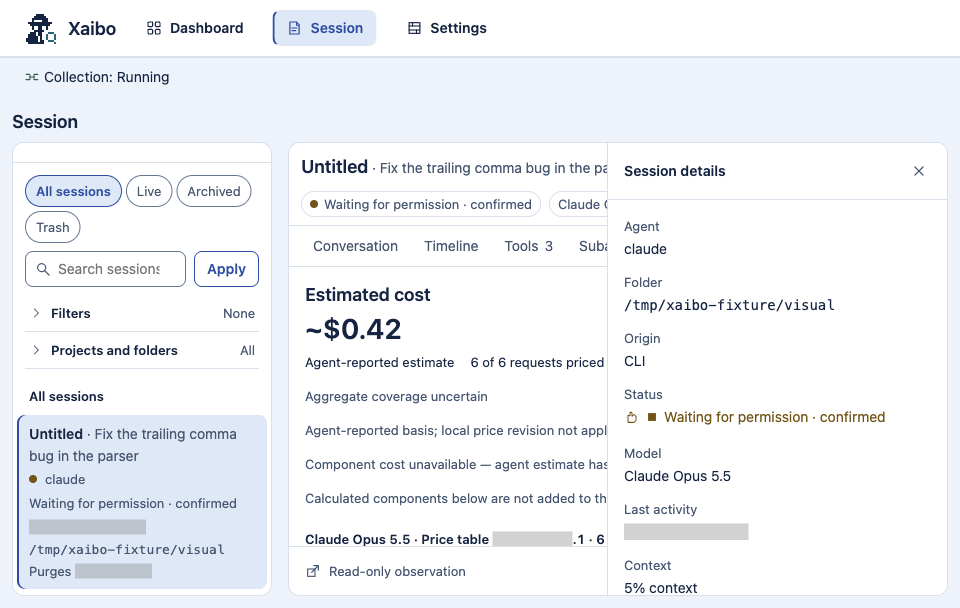 Xaibo
Dashboard
Session
Settings
Collection: Running
Session
All sessions
Live
Archived
Trash
Search sessions
Apply
Filters
None
Projects and folders
All
All sessions
Untitled · Fix the trailing comma
bug in the parser
claude
Waiting for permission · confirmed
/tmp/xaibo-fixture/visual
Purges
Untitled · Fix the trailing comma bug in the pa
Waiting for permission · confirmed
Claude
Conversation
Timeline
Tools 3
Suba
Estimated cost
~$0.42
Agent-reported estimate
6 of 6 requests priced
Aggregate coverage uncertain
Agent-reported basis; local price revision not appl
Component cost unavailable — agent estimate has
Calculated components below are not added to th
Claude Opus 5.5 · Price table .1 · 6
Read-only observation
Session details
Agent
claude
Folder
/tmp/xaibo-fixture/visual
Origin
CLI
Status
Waiting for permission · confirmed
Model
Claude Opus 5.5
Last activity
Context
5% context